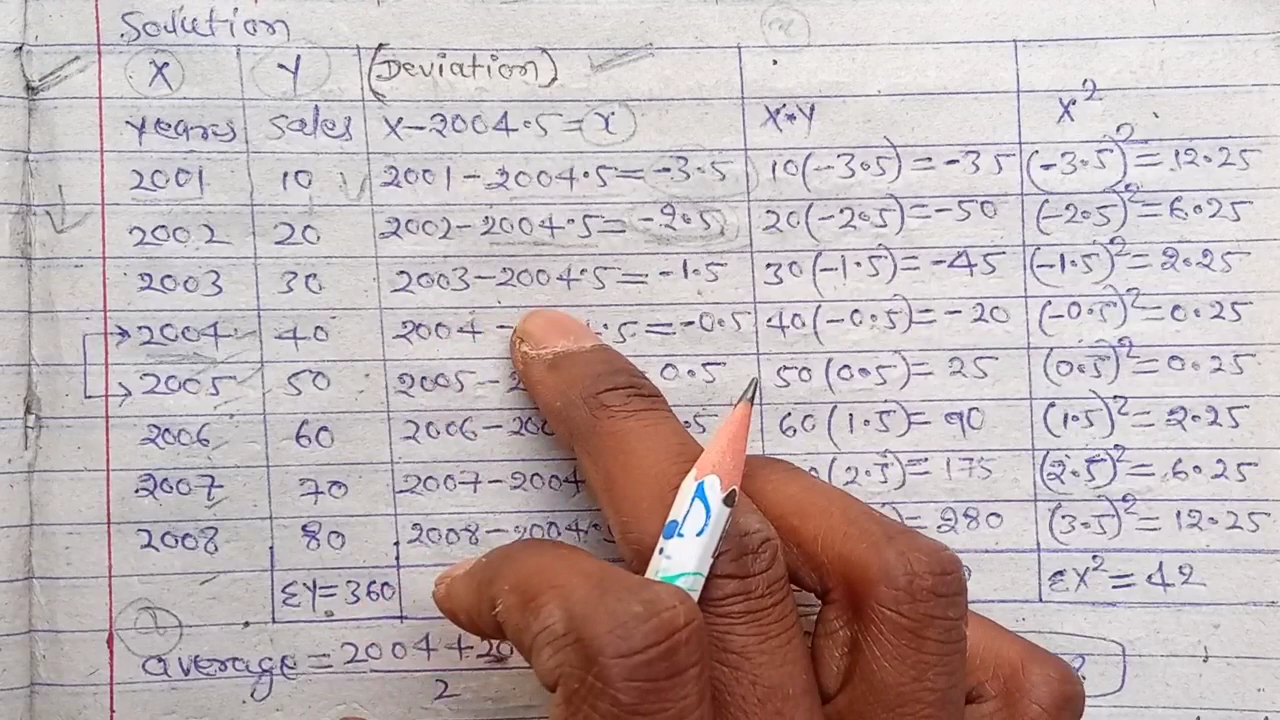 Solution
X Y (Deviation)
years sales X-2004.5=x X*Y X²
2001 10 2001-2004.5=-3.5 10(-3.5)=-35 (-3.5)²=12.25
2002 20 2002-2004.5=-2.5 20(-2.5)=-50 (-2.5)²=6.25
2003 30 2003-2004.5=-1.5 30(-1.5)=-45 (-1.5)²=2.25
2004 40 2004- .5=-0.5 40(-0.5)=-20 (-0.5)²=0.25
2005 50 2005-2 0.5 50(0.5)=25 (0.5)²=0.25
2006 60 2006-200 .5 60(1.5)=90 (1.5)²=2.25
2007 70 2007-2004 (2.5)=175 (2.5)²=6.25
2008 80 2008-2004.5 )=280 (3.5)²=12.25
ΣY=360 ΣX²=42
average=2004+20
2